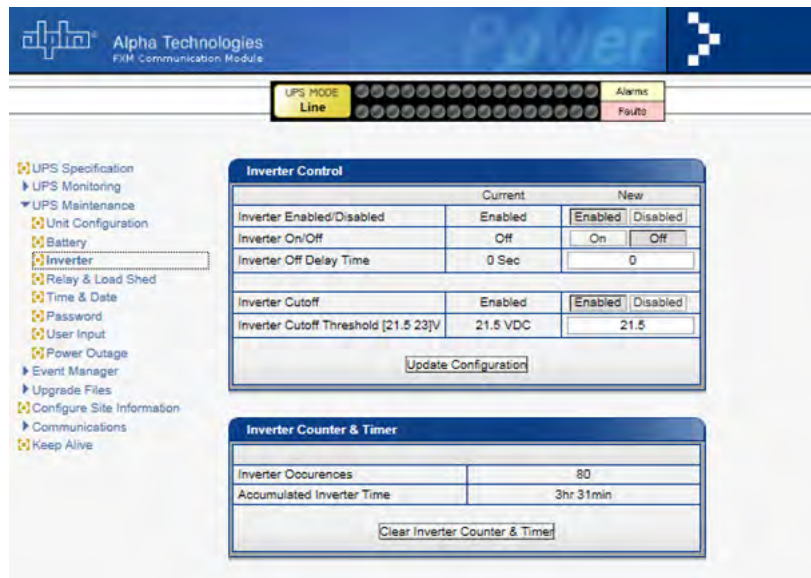 alpha® Alpha Technologies
FXM Communication Module
Power
UPS MODE
Line
Alarms
Faults
UPS Specification
UPS Monitoring
UPS Maintenance
Unit Configuration
Battery
Inverter
Relay & Load Shed
Time & Date
Password
User Input
Power Outage
Event Manager
Upgrade Files
Configure Site Information
Communications
Keep Alive
Inverter Control
Current New
Inverter Enabled/Disabled Enabled Enabled Disabled
Inverter On/Off Off On Off
Inverter Off Delay Time 0 Sec 0
Inverter Cutoff Enabled Enabled Disabled
Inverter Cutoff Threshold [21.5 23]V 21.5 VDC 21.5
Update Configuration
Inverter Counter & Timer
Inverter Occurences 80
Accumulated Inverter Time 3hr 31min
Clear Inverter Counter & Timer